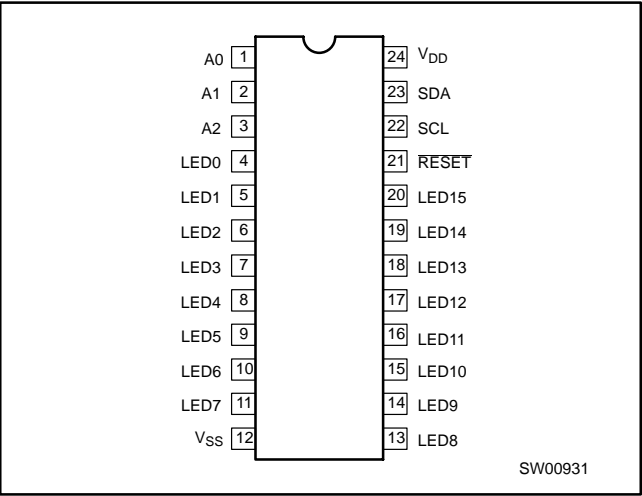 A0 1 24 VDD
A1 2 23 SDA
A2 3 22 SCL
LED0 4 21 RESET
LED1 5 20 LED15
LED2 6 19 LED14
LED3 7 18 LED13
LED4 8 17 LED12
LED5 9 16 LED11
LED6 10 15 LED10
LED7 11 14 LED9
VSS 12 13 LED8
SW00931